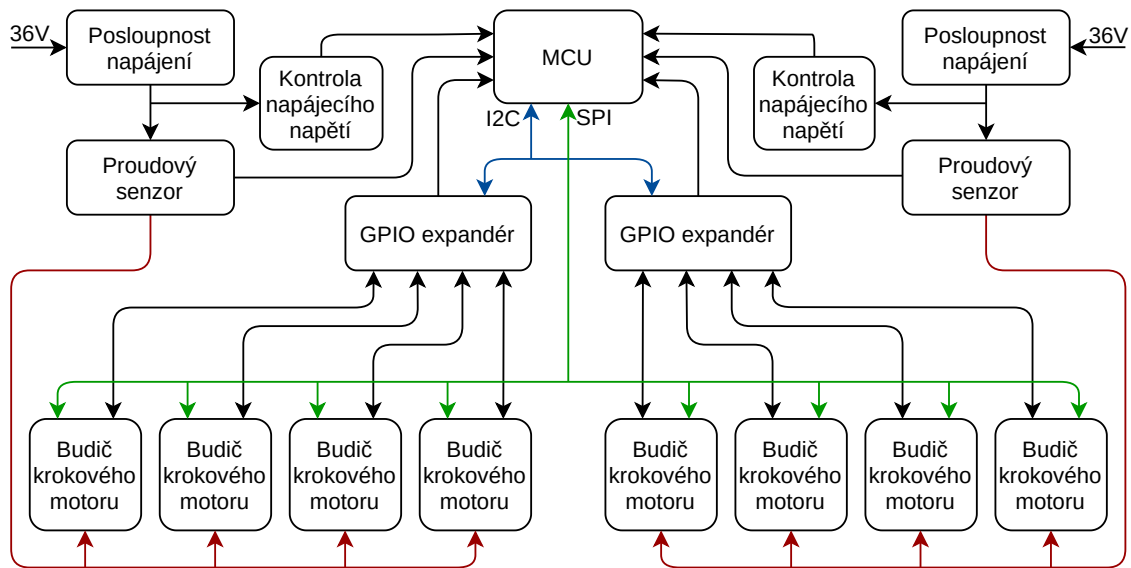 36V
Posloupnost
napájení
MCU
Posloupnost
napájení
36V
Kontrola
napájecího
napětí
Kontrola
napájecího
napětí
I2C
SPI
Proudový
senzor
Proudový
senzor
GPIO expandér
GPIO expandér
Budič
krokového
motoru
Budič
krokového
motoru
Budič
krokového
motoru
Budič
krokového
motoru
Budič
krokového
motoru
Budič
krokového
motoru
Budič
krokového
motoru
Budič
krokového
motoru